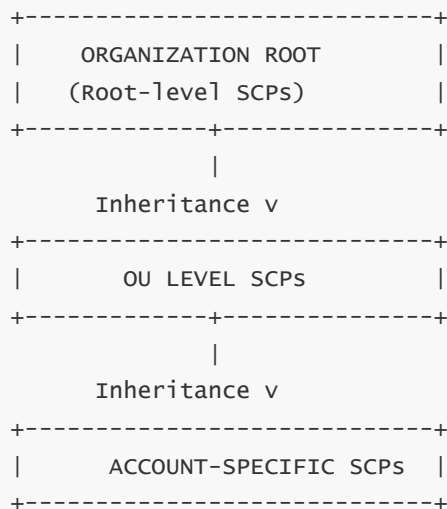 +----------------------------+
|     ORGANIZATION ROOT        |
|    (Root-level SCPs)         |
+-------------+--------------+
              |
      Inheritance v
+----------------------------+
|        OU LEVEL SCPs         |
+-------------+--------------+
              |
      Inheritance v
+----------------------------+
|       ACCOUNT-SPECIFIC SCPs  |
+----------------------------+